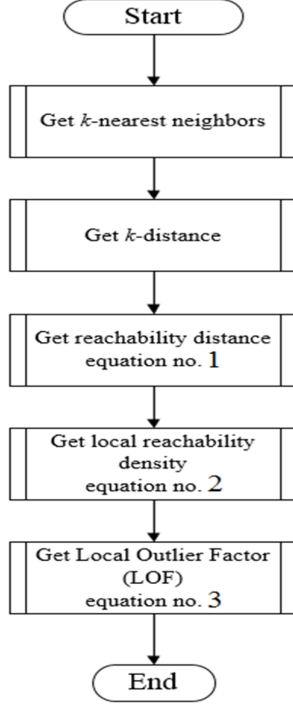 Start
Get k-nearest neighbors
Get k-distance
Get reachability distance
equation no. 1
Get local reachability
density
equation no. 2
Get Local Outlier Factor
(LOF)
equation no. 3
End